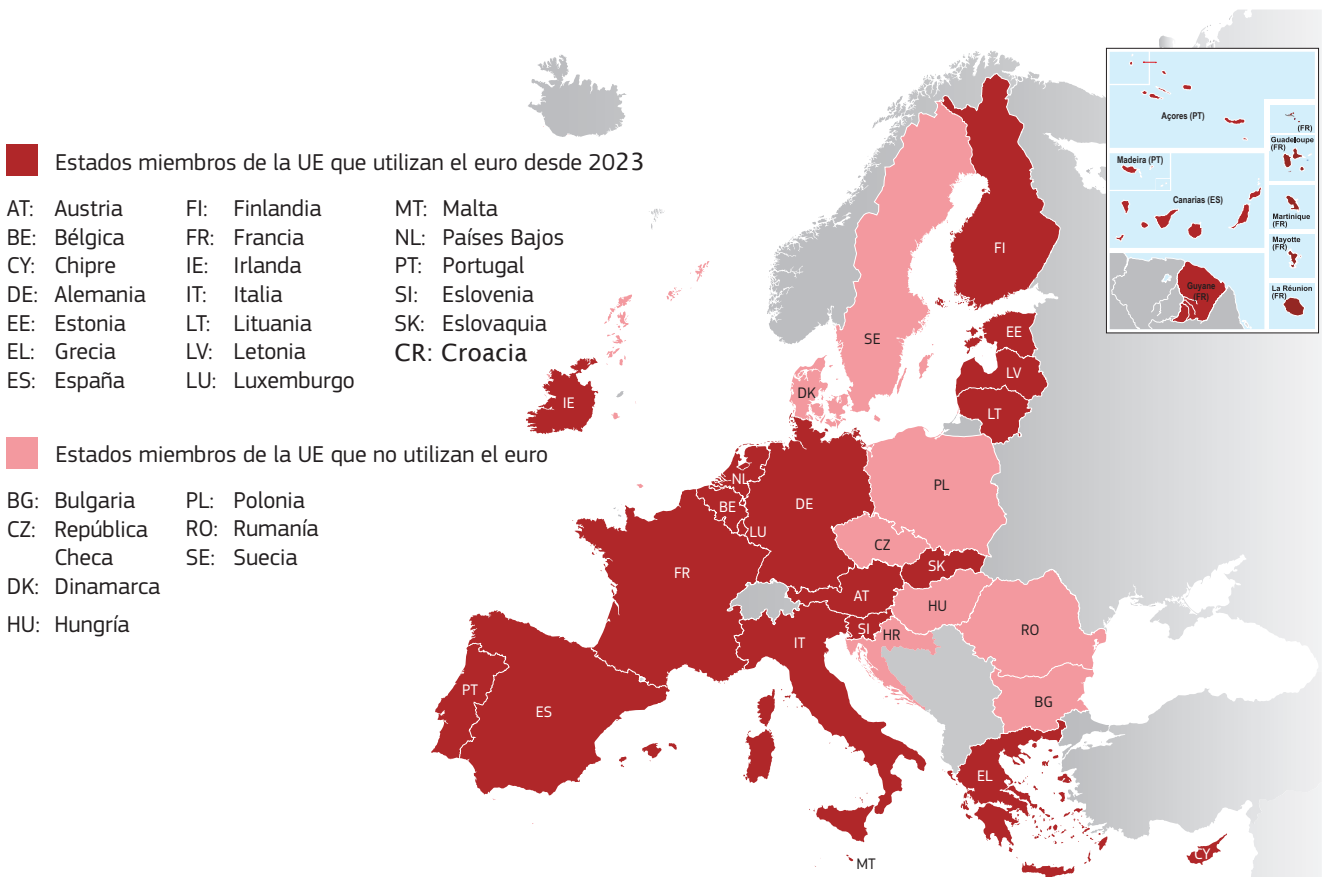 Estados miembros de la UE que utilizan el euro desde 2023
AT: Austria
BE: Bélgica
CY: Chipre
DE: Alemania
EE: Estonia
EL: Grecia
ES: España
FI: Finlandia
FR: Francia
IE: Irlanda
IT: Italia
LT: Lituania
LV: Letonia
LU: Luxemburgo
MT: Malta
NL: Países Bajos
PT: Portugal
SI: Eslovenia
SK: Eslovaquia
CR: Croacia
Estados miembros de la UE que no utilizan el euro
BG: Bulgaria
CZ: República
Checa
DK: Dinamarca
HU: Hungría
PL: Polonia
RO: Rumanía
SE: Suecia
FI
SE
EE
LV
LT
DK
IE
NL
BE
LU
DE
PL
CZ
SK
FR
AT
HU
SI
HR
RO
IT
BG
PT
ES
EL
MT
CY
Açores (PT)
(FR)
Guadeloupe
(FR)
Madeira (PT)
Canarias (ES)
Martinique
(FR)
Mayotte
(FR)
Guyane
(FR)
La Réunion
(FR)